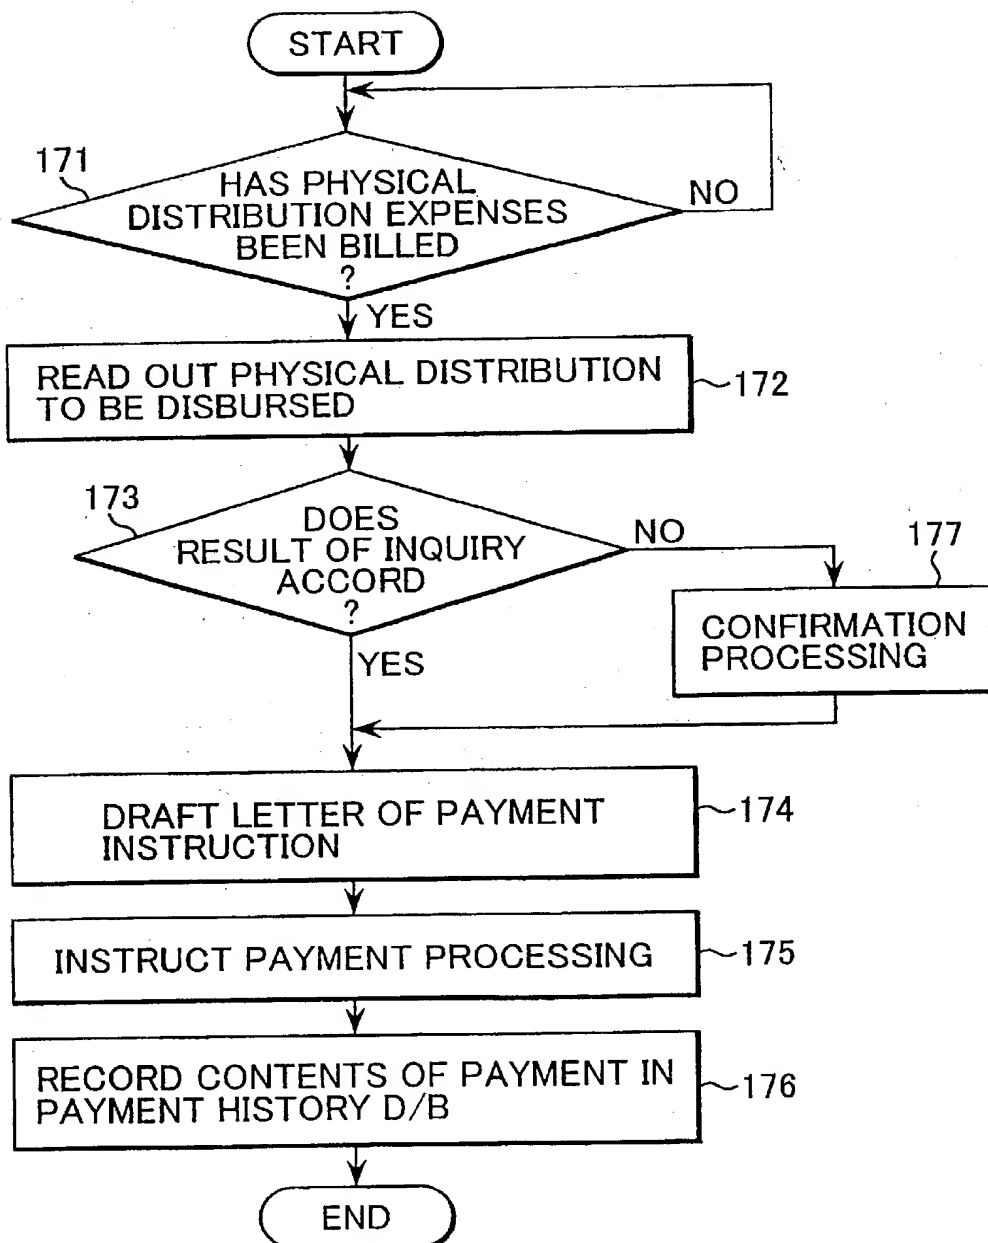 START
171
HAS PHYSICAL
DISTRIBUTION EXPENSES
BEEN BILLED
?
NO
YES
READ OUT PHYSICAL DISTRIBUTION
TO BE DISBURSED
172
173
DOES
RESULT OF INQUIRY
ACCORD
?
NO
YES
177
CONFIRMATION
PROCESSING
DRAFT LETTER OF PAYMENT
INSTRUCTION
174
INSTRUCT PAYMENT PROCESSING
175
RECORD CONTENTS OF PAYMENT IN
PAYMENT HISTORY D/B
176
END